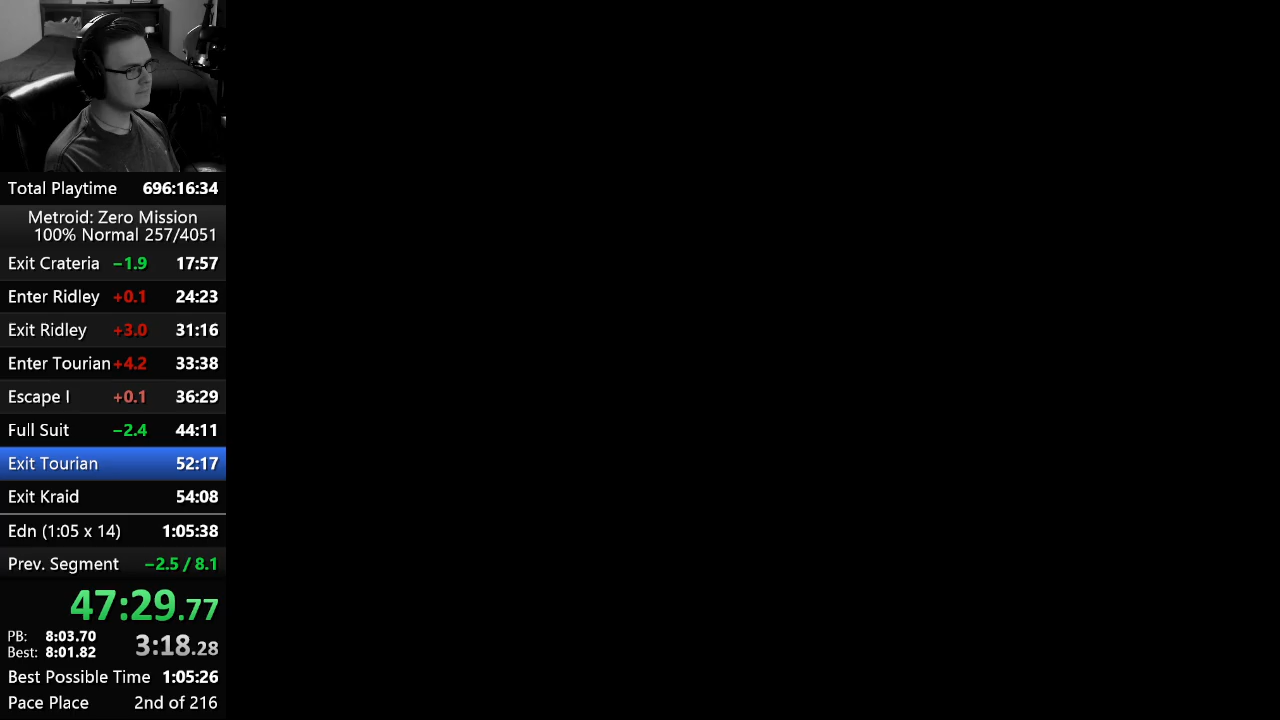 Total Playtime 696:16:34
Metroid: Zero Mission
100% Normal 257/4051
Exit Crateria −1.9 17:57
Enter Ridley +0.1 24:23
Exit Ridley +3.0 31:16
Enter Tourian +4.2 33:38
Escape I +0.1 36:29
Full Suit −2.4 44:11
Exit Tourian 52:17
Exit Kraid 54:08
Edn (1:05 x 14) 1:05:38
Prev. Segment −2.5 / 8.1
47:29.77
PB: 8:03.70
Best: 8:01.82
3:18.28
Best Possible Time 1:05:26
Pace Place 2nd of 216